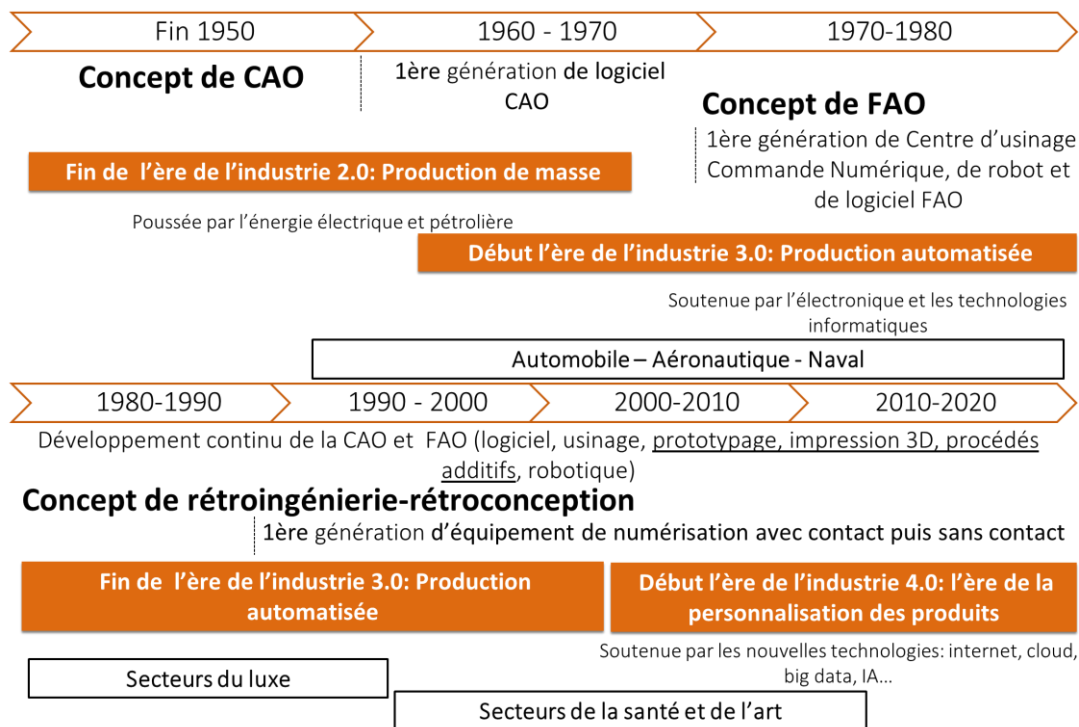 Fin 1950
1960 - 1970
1970-1980
Concept de CAO
1ère génération de logiciel
CAO
Concept de FAO
1ère génération de Centre d'usinage
Commande Numérique, de robot et
de logiciel FAO
Fin de l'ère de l'industrie 2.0: Production de masse
Poussée par l'énergie électrique et pétrolière
Début l'ère de l'industrie 3.0: Production automatisée
Soutenue par l'électronique et les technologies
informatiques
Automobile – Aéronautique - Naval
1980-1990
1990 - 2000
2000-2010
2010-2020
Développement continu de la CAO et FAO (logiciel, usinage, prototypage, impression 3D, procédés
additifs, robotique)
Concept de rétroingénierie-rétroconception
1ère génération d'équipement de numérisation avec contact puis sans contact
Fin de l'ère de l'industrie 3.0: Production
automatisée
Début l'ère de l'industrie 4.0: l'ère de la
personnalisation des produits
Soutenue par les nouvelles technologies: internet, cloud,
big data, IA...
Secteurs du luxe
Secteurs de la santé et de l'art